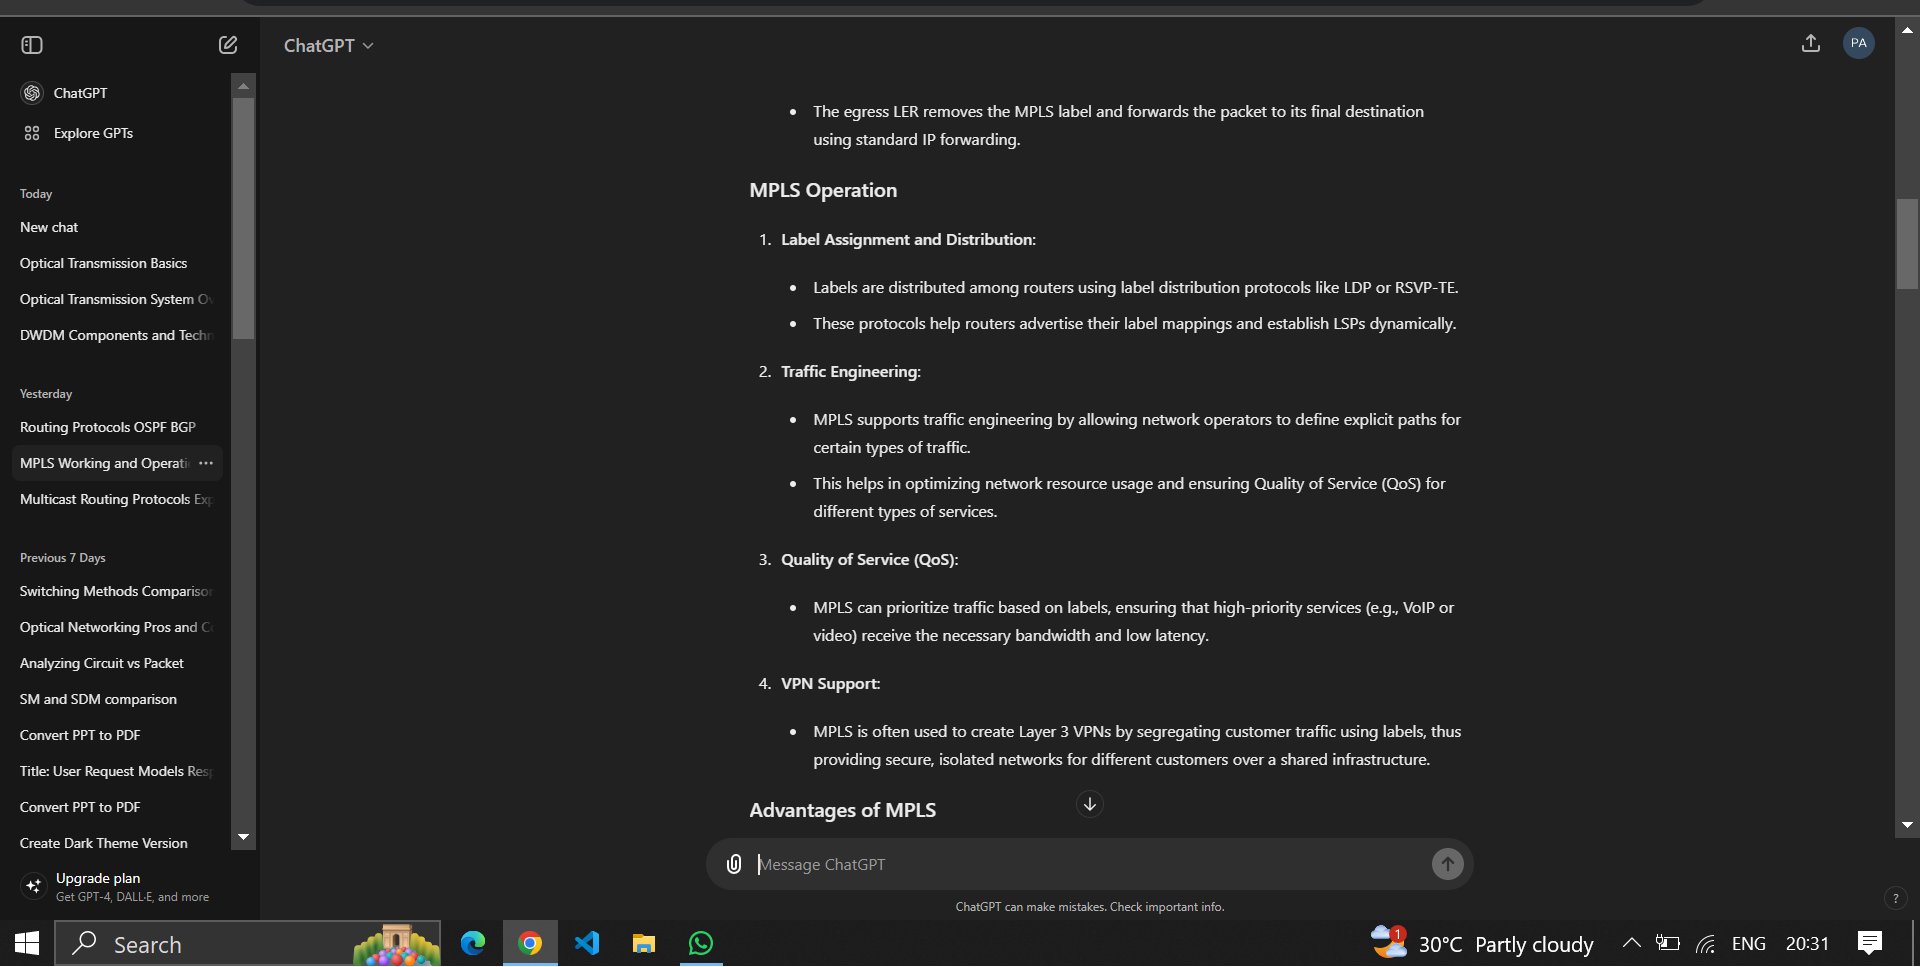 ChatGPT
Explore GPTs
Today
New chat
Optical Transmission Basics
Optical Transmission System Ov
DWDM Components and Techn
Yesterday
Routing Protocols OSPF BGP
MPLS Working and Operati ...
Multicast Routing Protocols Exp
Previous 7 Days
Switching Methods Comparison
Optical Networking Pros and Co
Analyzing Circuit vs Packet
SM and SDM comparison
Convert PPT to PDF
Title: User Request Models Resp
Convert PPT to PDF
Create Dark Theme Version
Upgrade plan
Get GPT-4, DALL·E, and more
ChatGPT
PA
• The egress LER removes the MPLS label and forwards the packet to its final destination
using standard IP forwarding.
MPLS Operation
1. Label Assignment and Distribution:
• Labels are distributed among routers using label distribution protocols like LDP or RSVP-TE.
• These protocols help routers advertise their label mappings and establish LSPs dynamically.
2. Traffic Engineering:
• MPLS supports traffic engineering by allowing network operators to define explicit paths for
certain types of traffic.
• This helps in optimizing network resource usage and ensuring Quality of Service (QoS) for
different types of services.
3. Quality of Service (QoS):
• MPLS can prioritize traffic based on labels, ensuring that high-priority services (e.g., VoIP or
video) receive the necessary bandwidth and low latency.
4. VPN Support:
• MPLS is often used to create Layer 3 VPNs by segregating customer traffic using labels, thus
providing secure, isolated networks for different customers over a shared infrastructure.
Advantages of MPLS
Message ChatGPT
ChatGPT can make mistakes. Check important info.
?
Search
1
30°C Partly cloudy
ENG
20:31